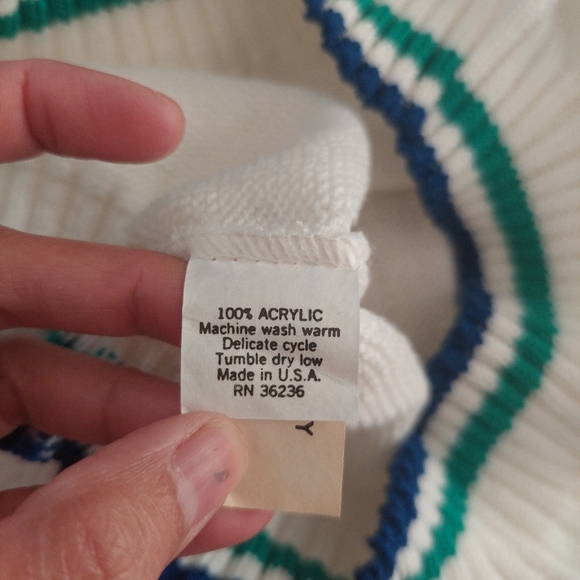 100% ACRYLIC
Machine wash warm
Delicate cycle
Tumble dry low
Made in U.S.A.
RN 36236
Y